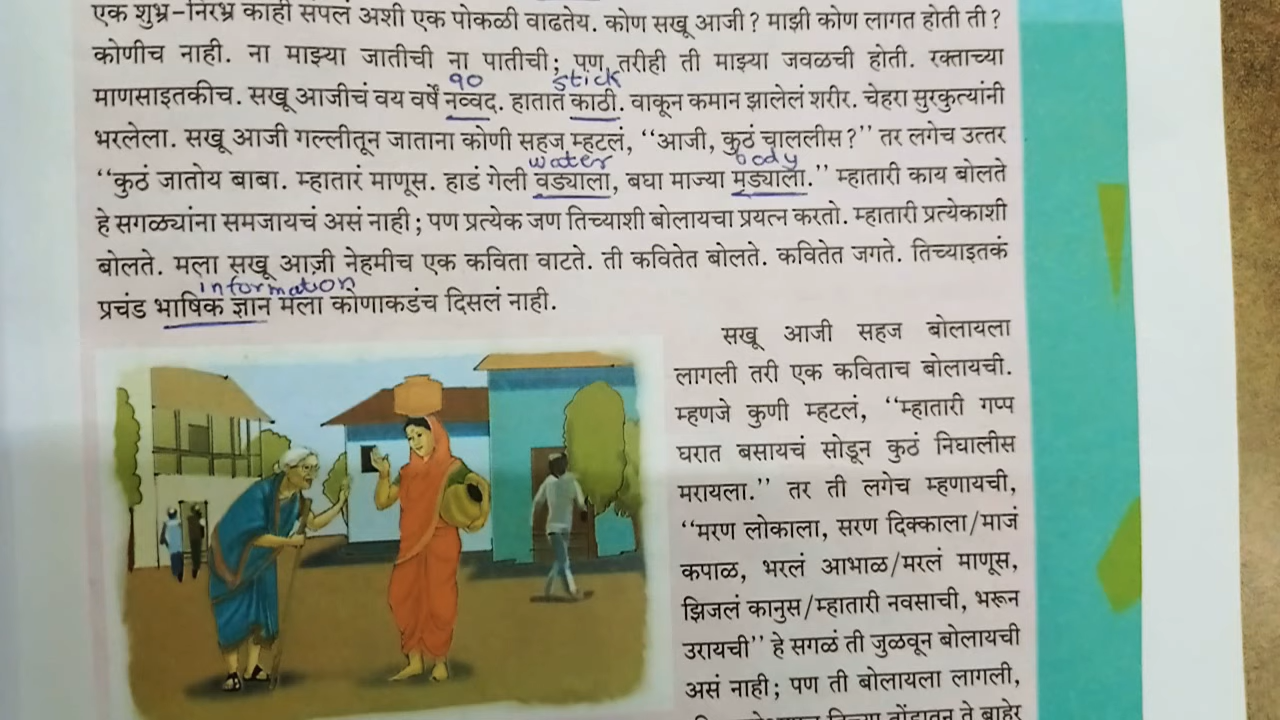 एक शुभ्र-निरभ्र काही संपलं अशी एक पोकळी वाढतेय. कोण सखू आजी? माझी कोण लागत होती ती?
कोणीच नाही. ना माझ्या जातीची ना पातीची; पण तरीही ती माझ्या जवळची होती. रक्ताच्या
90 stick
माणसाइतकीच. सखू आजीचं वय वर्षे नव्वद. हातात काठी. वाकून कमान झालेलं शरीर. चेहरा सुरकुत्यांनी
भरलेला. सखू आजी गल्लीतून जाताना कोणी सहज म्हटलं, "आजी, कुठं चाललीस?" तर लगेच उत्तर
water body
"कुठं जातोय बाबा. म्हातारं माणूस. हाडं गेली वड्याला, बघा माज्या मृड्याला." म्हातारी काय बोलते
हे सगळ्यांना समजायचं असं नाही; पण प्रत्येक जण तिच्याशी बोलायचा प्रयत्न करतो. म्हातारी प्रत्येकाशी
बोलते. मला सखू आजी नेहमीच एक कविता वाटते. ती कवितेत बोलते. कवितेत जगते. तिच्याइतकं
information
प्रचंड भाषिक ज्ञान मला कोणाकडंच दिसलं नाही.
सखू आजी सहज बोलायला
लागली तरी एक कविताच बोलायची.
म्हणजे कुणी म्हटलं, "म्हातारी गप्प
घरात बसायचं सोडून कुठं निघालीस
मरायला." तर ती लगेच म्हणायची,
"मरण लोकाला, सरण दिक्काला/माजं
कपाळ, भरलं आभाळ/मरलं माणूस,
झिजलं कानुस/म्हातारी नवसाची, भरून
उरायची" हे सगळं ती जुळवून बोलायची
असं नाही; पण ती बोलायला लागली,
तोंडातून ते बाहेर